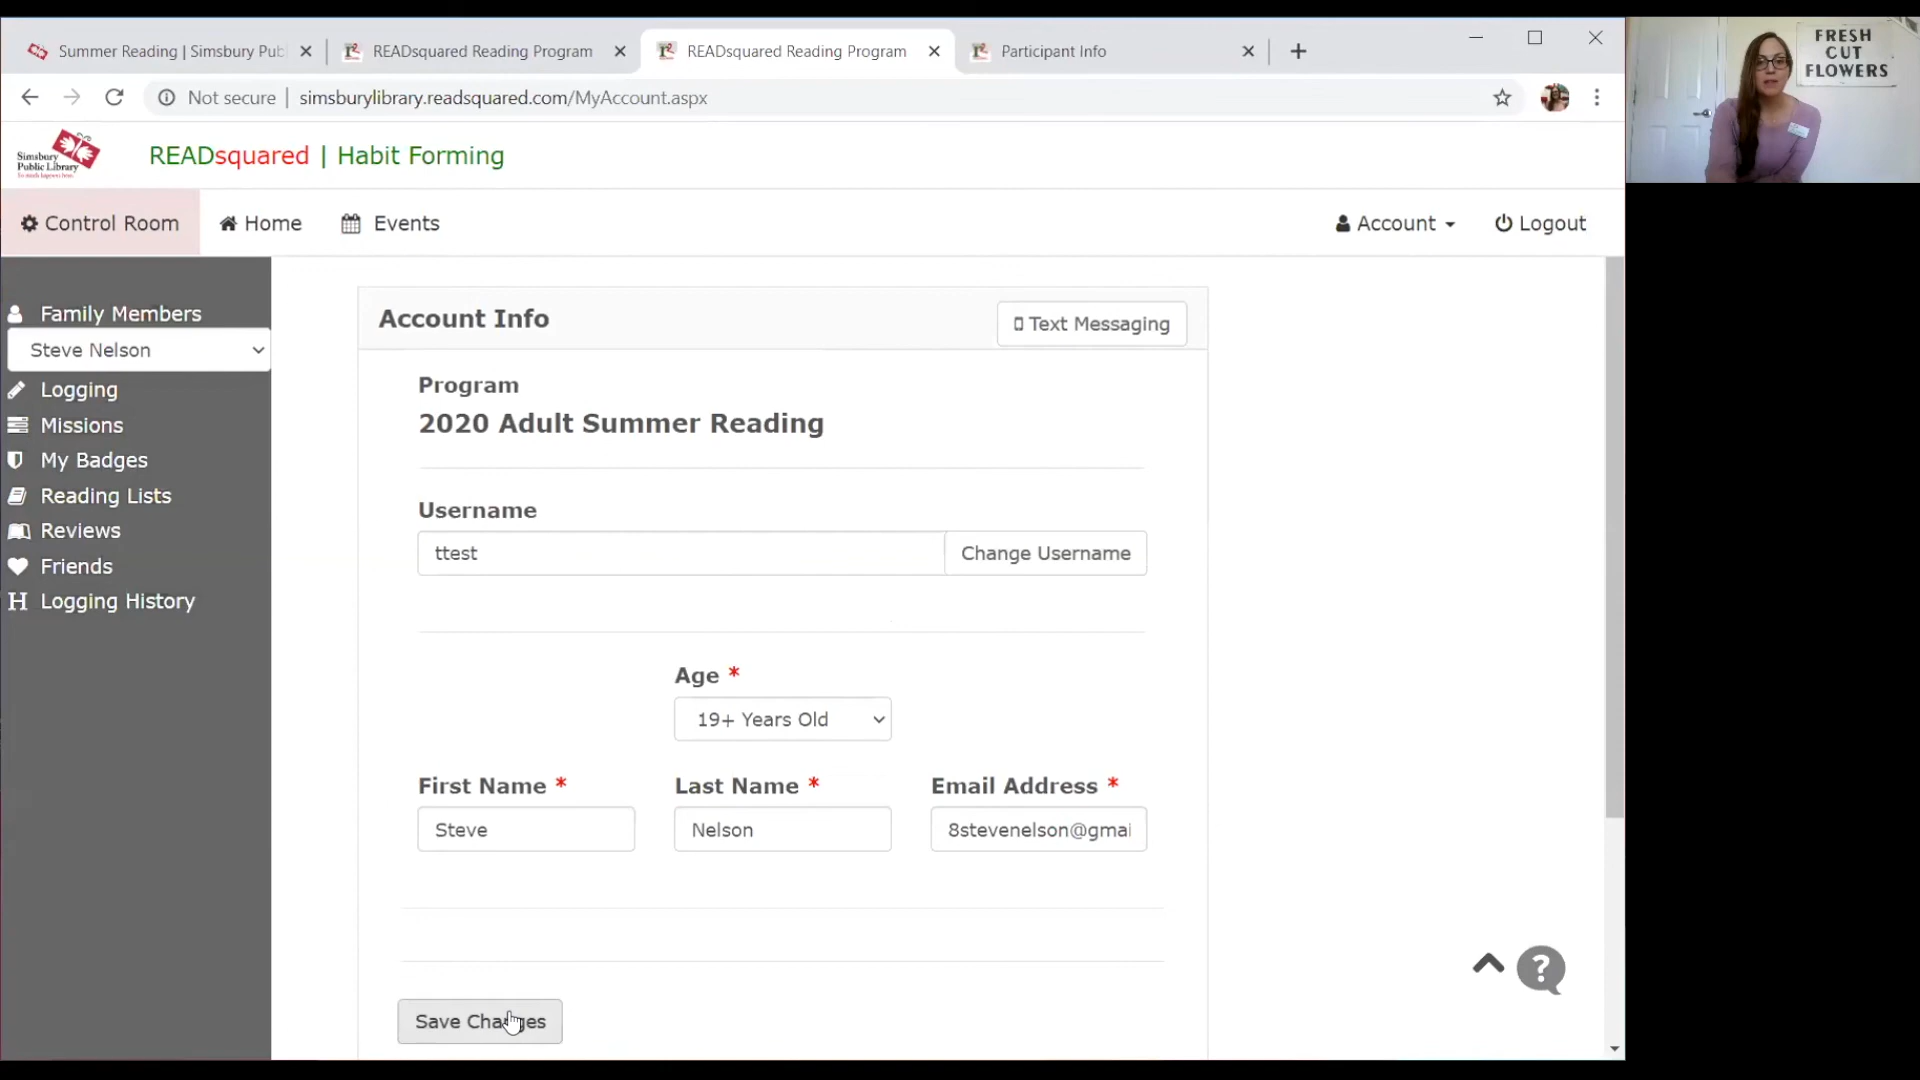 Summer Reading | Simsbury Pub
READsquared Reading Program
READsquared Reading Program
Participant Info
Not secure | simsburylibrary.readsquared.com/MyAccount.aspx
FRESH
CUT
FLOWERS
Simsbury
Public Library
READsquared | Habit Forming
Control Room
Home
Events
Account
Logout
Family Members
Steve Nelson
Logging
Missions
My Badges
Reading Lists
Reviews
Friends
H Logging History
Account Info
Text Messaging
Program
2020 Adult Summer Reading
Username
ttest
Change Username
Age *
19+ Years Old
First Name *
Last Name *
Email Address *
Steve
Nelson
8stevenelson@gmai
Save Changes